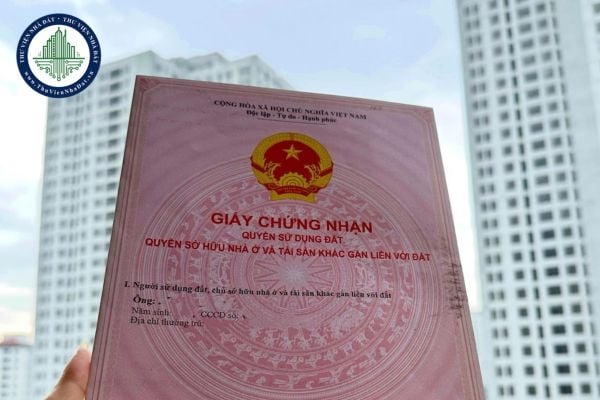 THƯ VIỆN NHÀ ĐẤT
THƯ VIỆN NHÀ ĐẤT
www.ThuVienNhaDat.vn
CỘNG HÒA XÃ HỘI CHỦ NGHĨA VIỆT NAM
Độc lập - Tự do - Hạnh phúc
GIẤY CHỨNG NHẬN
QUYỀN SỬ DỤNG ĐẤT
QUYỀN SỞ HỮU NHÀ Ở VÀ TÀI SẢN KHÁC GẮN LIỀN VỚI ĐẤT
I. Người sử dụng đất, chủ sở hữu nhà ở và tài sản khác gắn liền với đất
Ông:
Năm sinh: , CCCD số:
Địa chỉ thường trú: